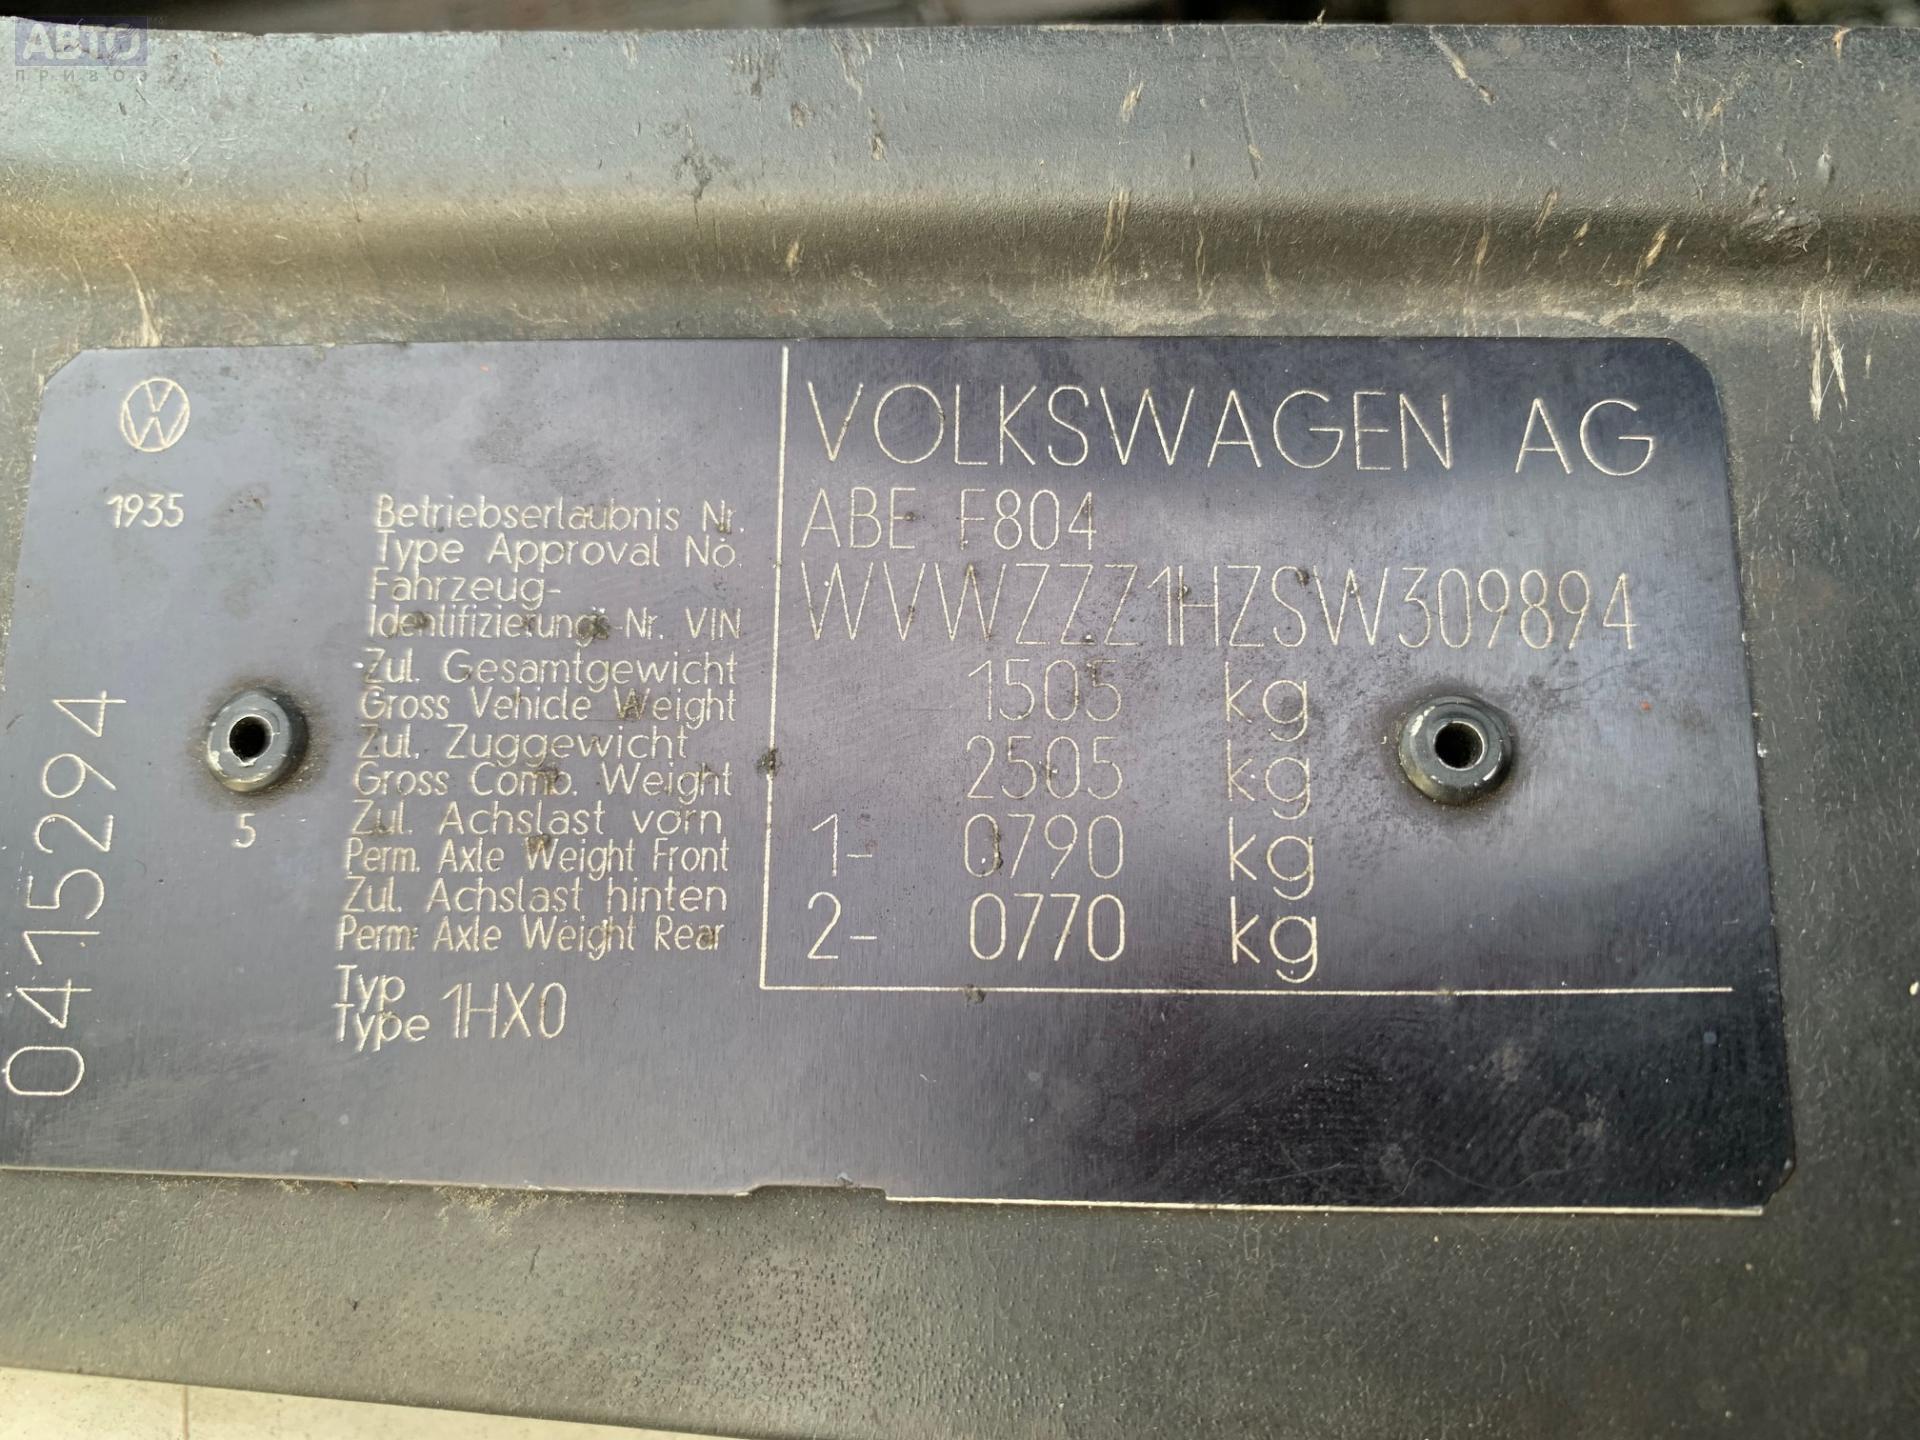 АВТО
ПРИВОЗ
VOLKSWAGEN AG
1935
Betriebserlaubnis Nr. ABE F804
Type Approval No.
Fahrzeug-
Identifizierungs-Nr. VIN WVWZZZ1HZSW309894
Zul. Gesamtgewicht 1505 kg
Gross Vehicle Weight
Zul. Zuggewicht 2505 kg
Gross Comb. Weight
5
Zul. Achslast vorn 1- 0790 kg
Perm. Axle Weight Front
Zul. Achslast hinten 2- 0770 kg
Perm. Axle Weight Rear
Typ
Type 1HX0
0415294